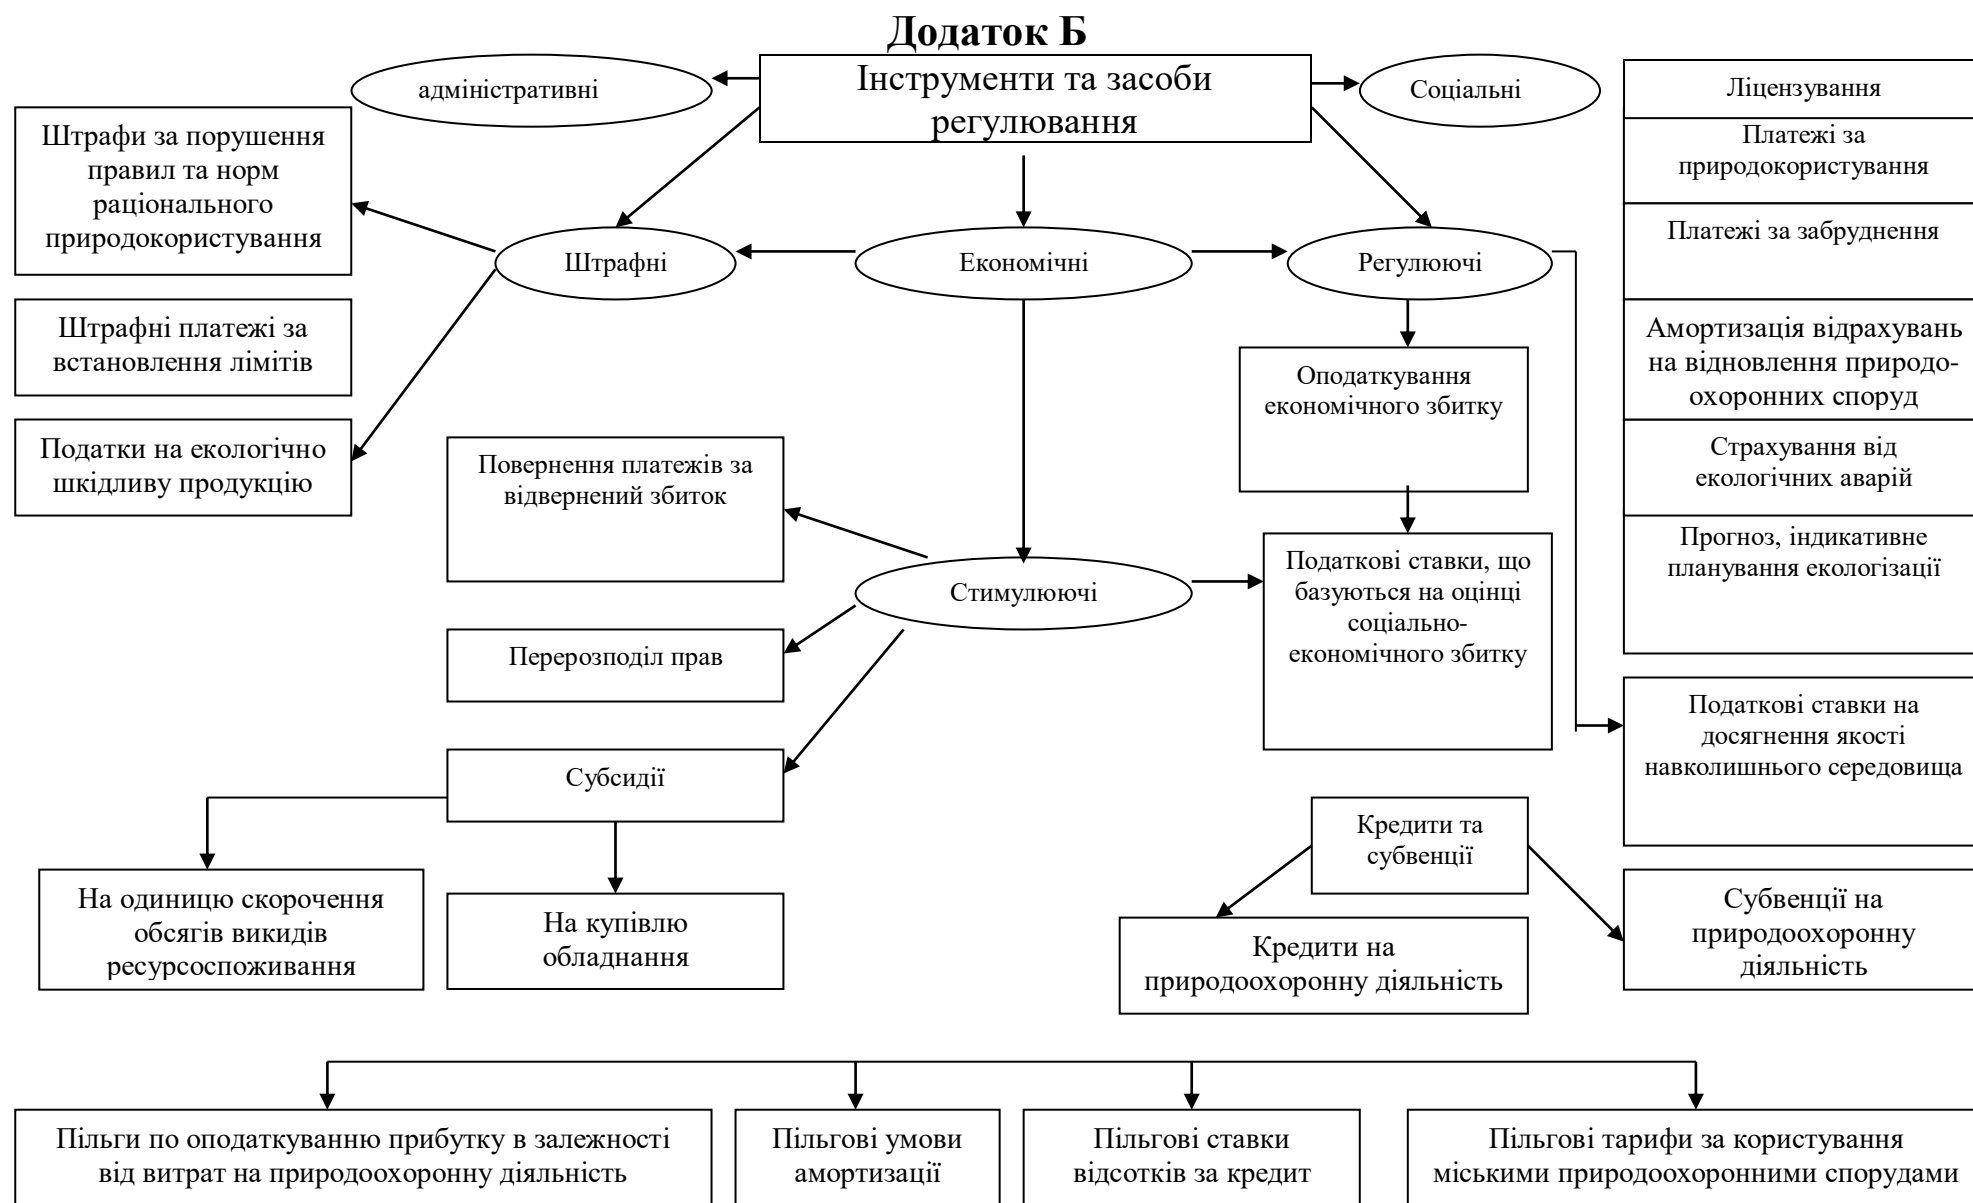 Додаток Б
Інструменти та засоби
регулювання
адміністративні
Соціальні
Штрафи за порушення
правил та норм
раціонального
природокористування
Штрафні
Економічні
Регулюючі
Штрафні платежі за
встановлення лімітів
Податки на екологічно
шкідливу продукцію
Повернення платежів за
відвернений збиток
Оподаткування
економічного збитку
Стимулюючі
Податкові ставки, що
базуються на оцінці
соціально-
економічного збитку
Перерозподіл прав
Субсидії
На одиницю скорочення
обсягів викидів
ресурсоспоживання
На купівлю
обладнання
Ліцензування
Платежі за
природокористування
Платежі за забруднення
Амортизація відрахувань
на відновлення природо-
охоронних споруд
Страхування від
екологічних аварій
Прогноз, індикативне
планування екологізації
Податкові ставки на
досягнення якості
навколишнього середовища
Кредити та
субвенції
Кредити на
природоохоронну діяльність
Субвенції на
природоохоронну
діяльність
Пільги по оподаткуванню прибутку в залежності
від витрат на природоохоронну діяльність
Пільгові умови
амортизації
Пільгові ставки
відсотків за кредит
Пільгові тарифи за користування
міськими природоохоронними спорудами